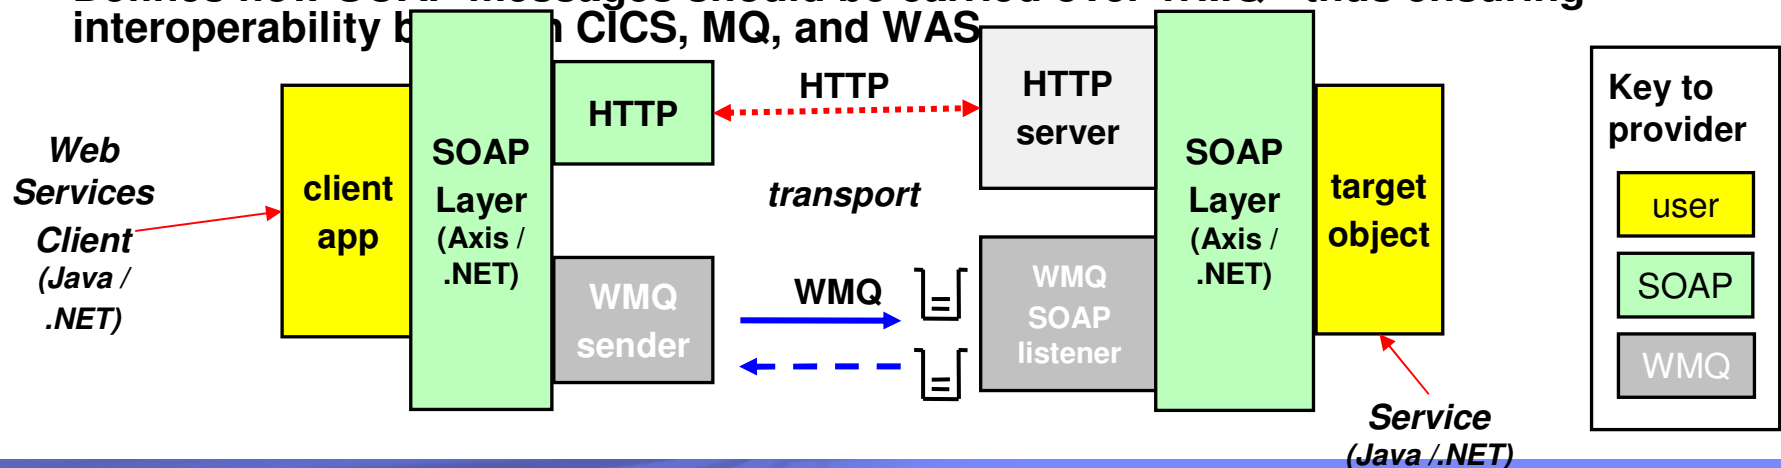 interoperability CICS, MQ, and WAS
HTTP
HTTP
HTTP
server
Key to
provider
Web
Services
Client
(Java /
.NET)
client
app
SOAP
Layer
(Axis /
.NET)
transport
SOAP
Layer
(Axis /
.NET)
target
object
user
SOAP
WMQ
WMQ
sender
WMQ
=
=
WMQ
SOAP
listener
Service
(Java /.NET)